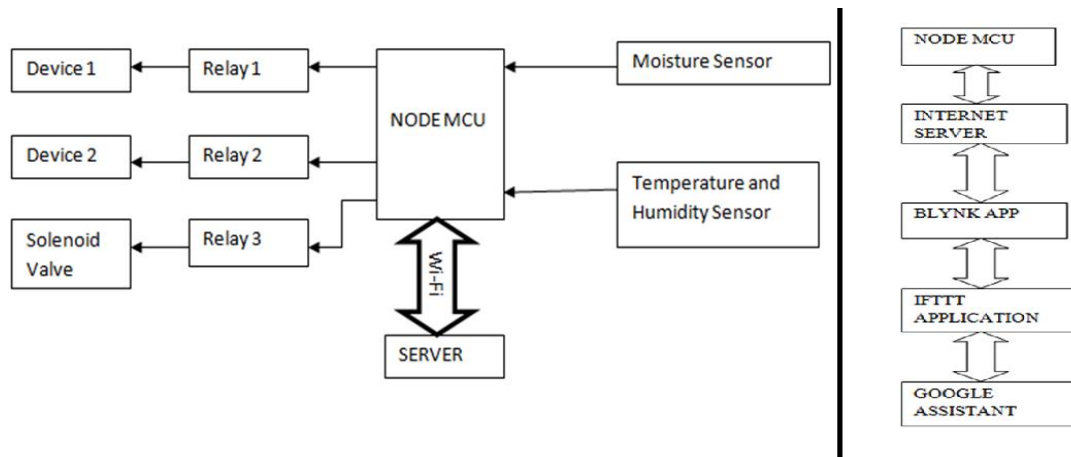 Device 1
Relay 1
NODE MCU
Moisture Sensor
Device 2
Relay 2
Temperature and
Humidity Sensor
Solenoid
Valve
Relay 3
Wi-Fi
SERVER
NODE MCU
INTERNET
SERVER
BLYNK APP
IFTTT
APPLICATION
GOOGLE
ASSISTANT